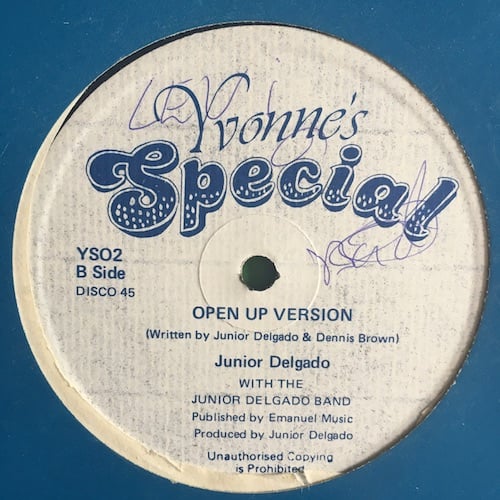 Yvonne's
Special
YS02
B Side
DISCO 45
OPEN UP VERSION
(Written by Junior Delgado & Dennis Brown)
Junior Delgado
WITH THE
JUNIOR DELGADO BAND
Published by Emanuel Music
Produced by Junior Delgado
Unauthorised Copying
is Prohibited